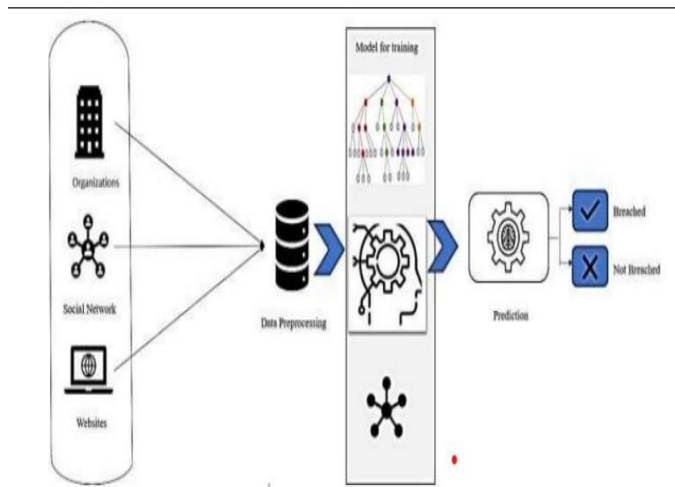 Model for training
Organizations
Social Network
Websites
Data Preprocessing
Prediction
Breached
Not Breached